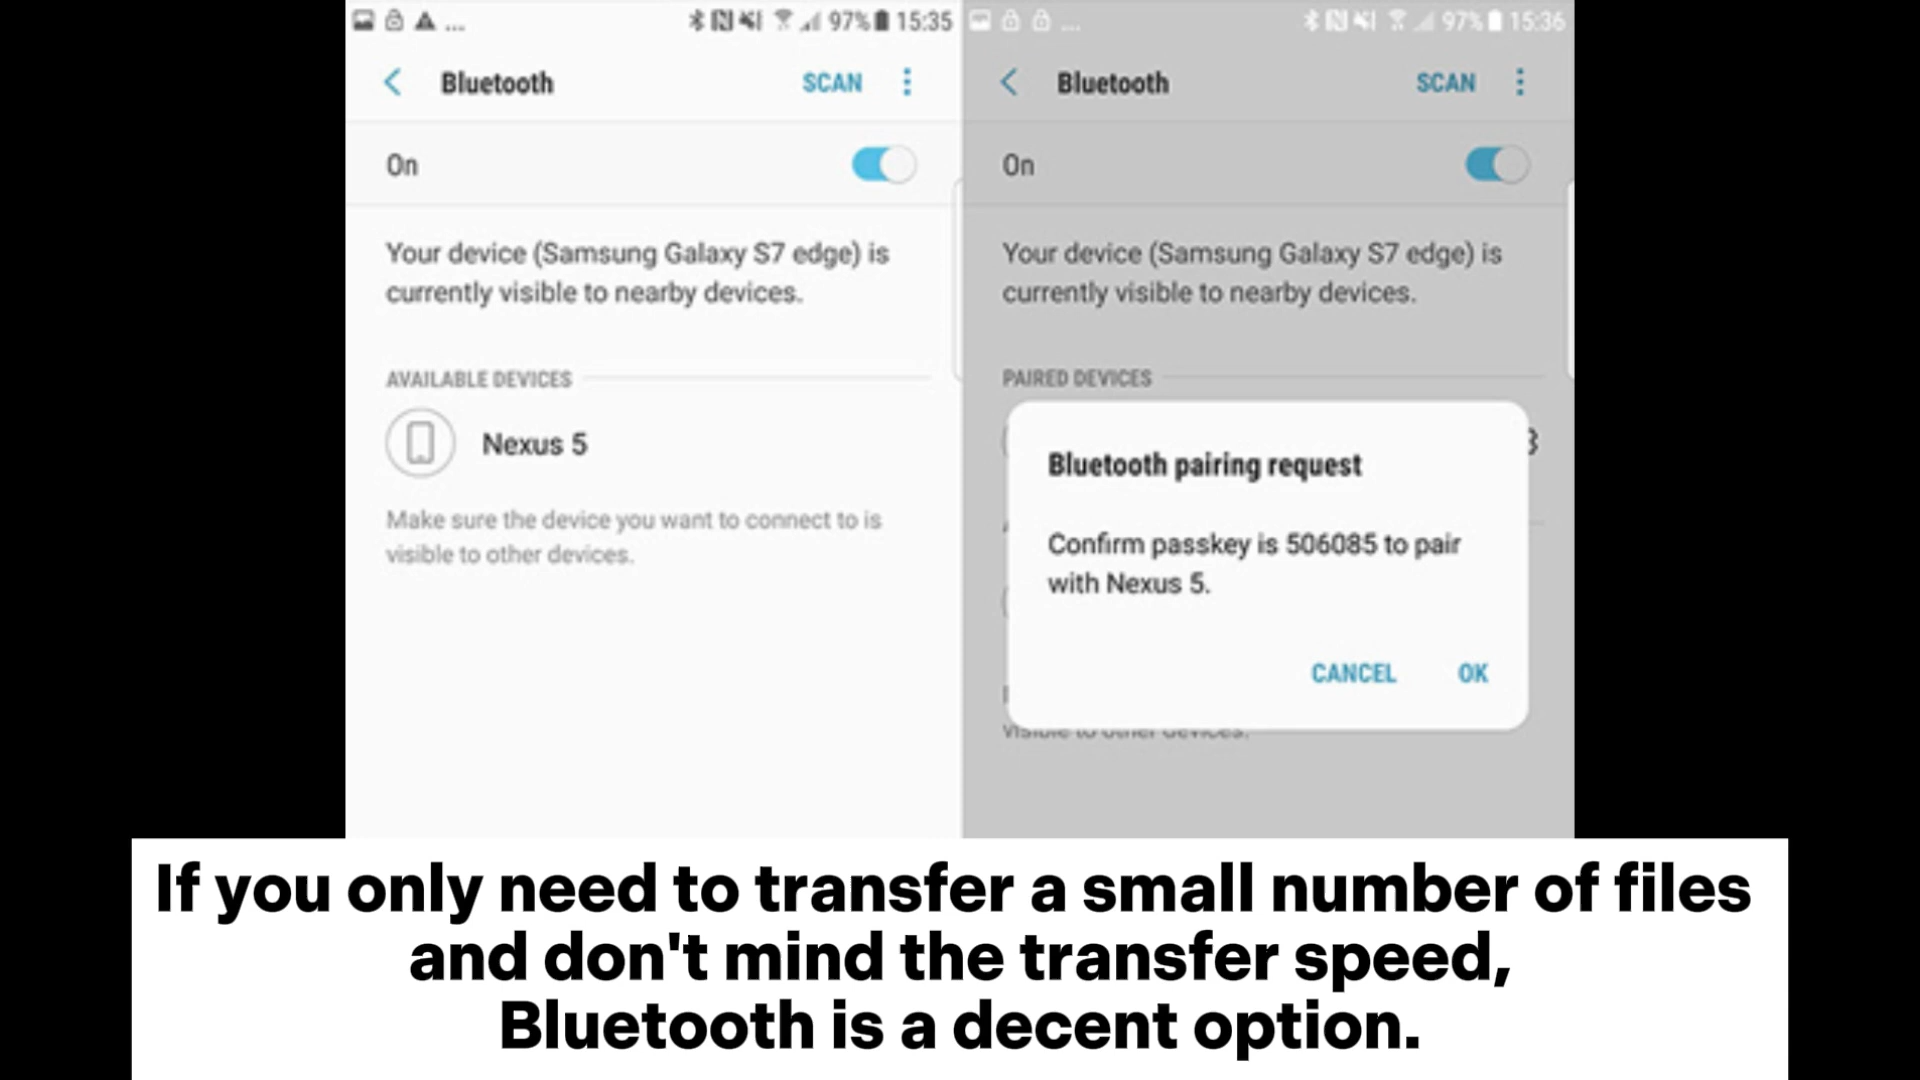 ... 97% 15:35
Bluetooth SCAN
On
Your device (Samsung Galaxy S7 edge) is
currently visible to nearby devices.
AVAILABLE DEVICES
Nexus 5
Make sure the device you want to connect to is
visible to other devices.
... 97% 15:36
Bluetooth SCAN
On
Your device (Samsung Galaxy S7 edge) is
currently visible to nearby devices.
PAIRED DEVICES
Bluetooth pairing request
Confirm passkey is 506085 to pair
with Nexus 5.
CANCEL OK
visible to other devices.
If you only need to transfer a small number of files
and don't mind the transfer speed,
Bluetooth is a decent option.